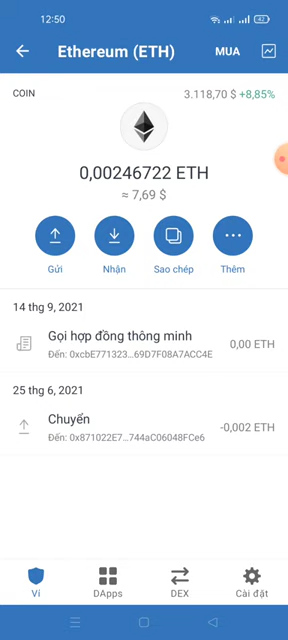 12:50
42
Ethereum (ETH)
MUA
COIN
3.118,70 $ +8,85%
0,00246722 ETH
≈ 7,69 $
Gửi
Nhận
Sao chép
Thêm
14 thg 9, 2021
Gọi hợp đồng thông minh
0,00 ETH
Đến: 0xcbE771323...69D7F08A7ACC4E
25 thg 6, 2021
Chuyển
-0,002 ETH
Đến: 0x871022E7...744aC06048FCe6
Ví
DApps
DEX
Cài đặt